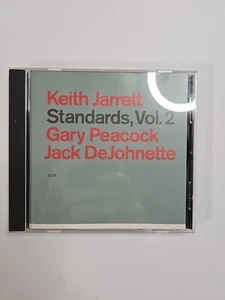 Keith Jarrett
Standards, Vol. 2
Gary Peacock
Jack DeJohnette
ECM